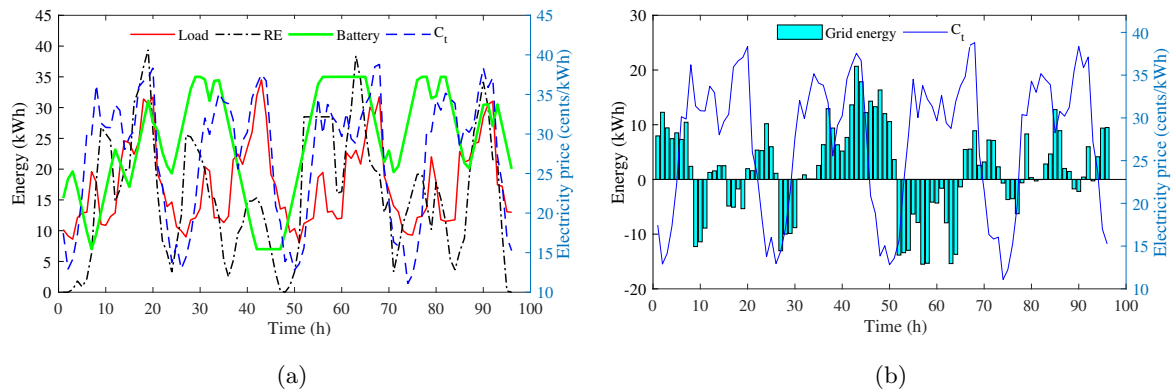 Load RE Battery C_t
Energy (kWh)
45
40
35
30
25
20
15
10
5
0
45
40
35
30
25
20
15
10
Electricity price (cents/kWh)
0 10 20 30 40 50 60 70 80 90 100
Time (h)
(a)
Grid energy C_t
Energy (kWh)
30
20
10
0
-10
-20
40
35
30
25
20
15
10
Electricity price (cents/kWh)
0 10 20 30 40 50 60 70 80 90 100
Time (h)
(b)